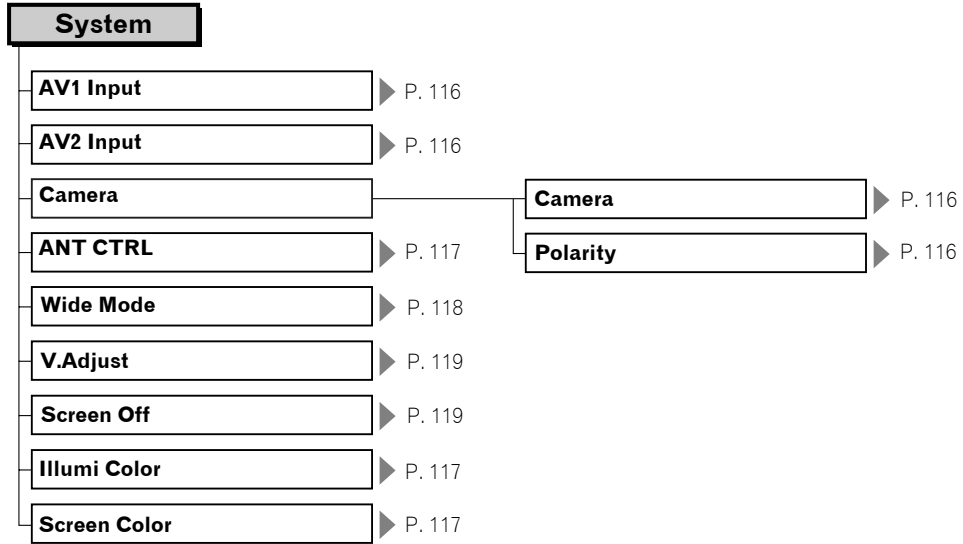 System
AV1 Input P. 116
AV2 Input P. 116
Camera
Camera P. 116
Polarity P. 116
ANT CTRL P. 117
Wide Mode P. 118
V.Adjust P. 119
Screen Off P. 119
Illumi Color P. 117
Screen Color P. 117